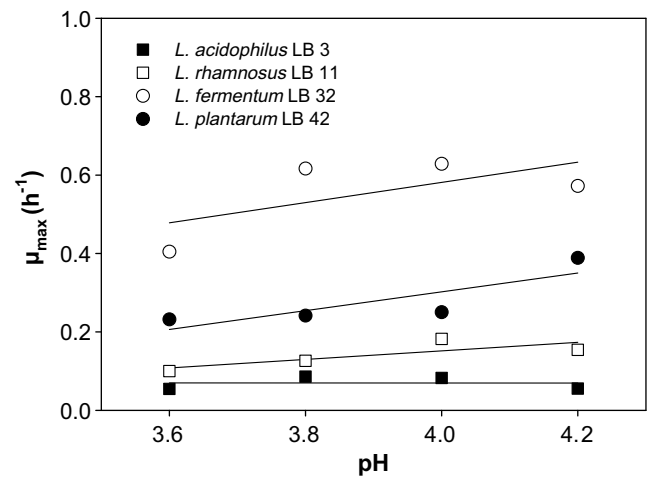 1.0
L. acidophilus LB 3
L. rhamnosus LB 11
0.8
L. fermentum LB 32
L. plantarum LB 42
0.6
μmax (h-1)
0.4
0.2
0.0
3.6 3.8 4.0 4.2
pH